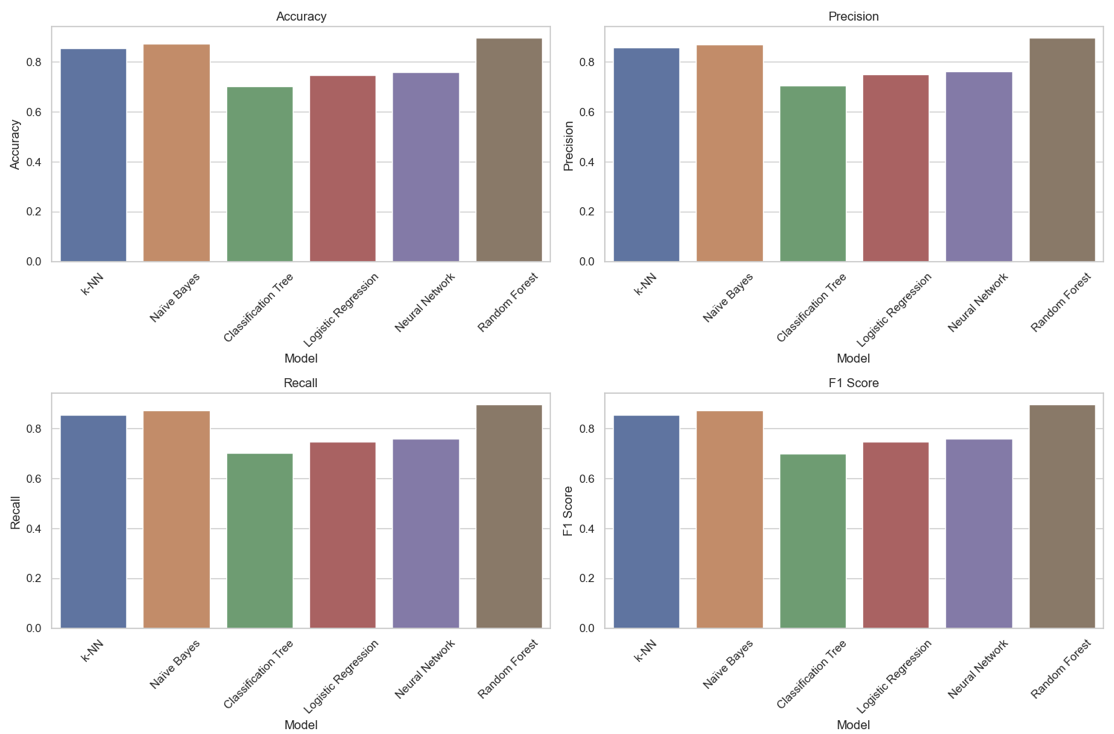 Accuracy
Accuracy
0.8
0.6
0.4
0.2
0.0
k-NN
Naïve Bayes
Classification Tree
Logistic Regression
Neural Network
Random Forest
Model
Precision
Precision
0.8
0.6
0.4
0.2
0.0
k-NN
Naïve Bayes
Classification Tree
Logistic Regression
Neural Network
Random Forest
Model
Recall
Recall
0.8
0.6
0.4
0.2
0.0
k-NN
Naïve Bayes
Classification Tree
Logistic Regression
Neural Network
Random Forest
Model
F1 Score
F1 Score
0.8
0.6
0.4
0.2
0.0
k-NN
Naïve Bayes
Classification Tree
Logistic Regression
Neural Network
Random Forest
Model